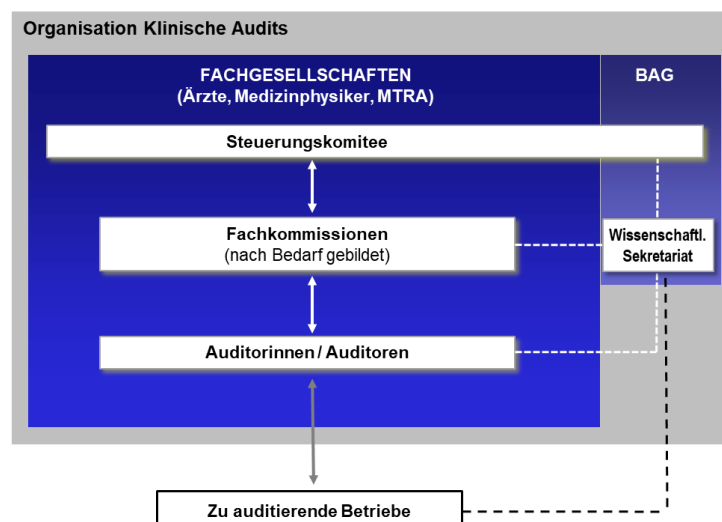 Organisation Klinische Audits
FACHGESELLSCHAFTEN
(Ärzte, Medizinphysiker, MTRA)
BAG
Steuerungskomitee
Fachkommissionen
(nach Bedarf gebildet)
Wissenschaftl.
Sekretariat
Auditorinnen / Auditoren
Zu auditierende Betriebe